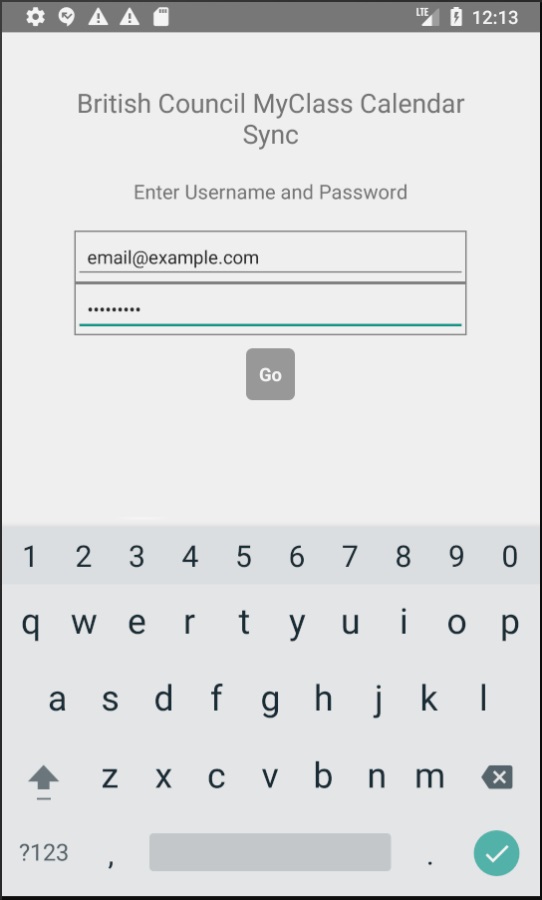 LTE 12:13
British Council MyClass Calendar
Sync
Enter Username and Password
email@example.com
•••••••••
Go
1 2 3 4 5 6 7 8 9 0
q w e r t y u i o p
a s d f g h j k l
z x c v b n m
?123 , .